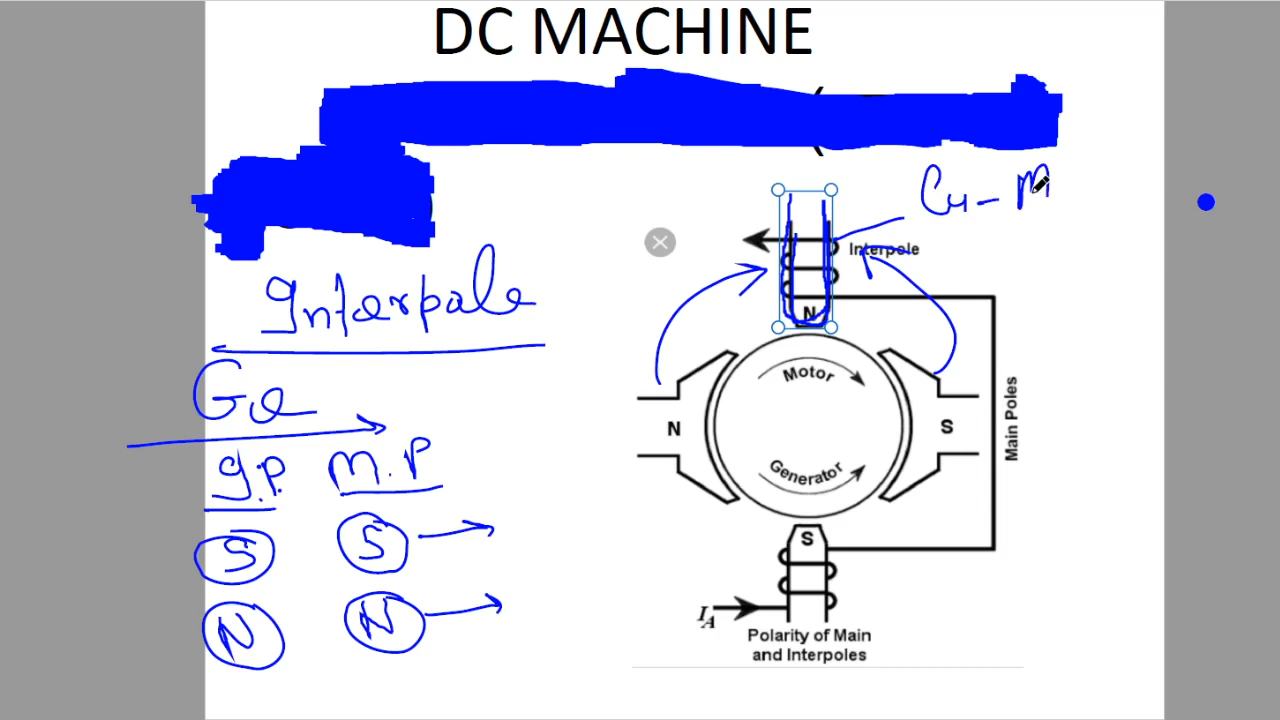 DC MACHINE
Cu - M
Interpole
N
Interpole
Motor
Ge
N
S
Main Poles
Generator
I.P. M.P
S
S S
N N
IA
Polarity of Main
and Interpoles